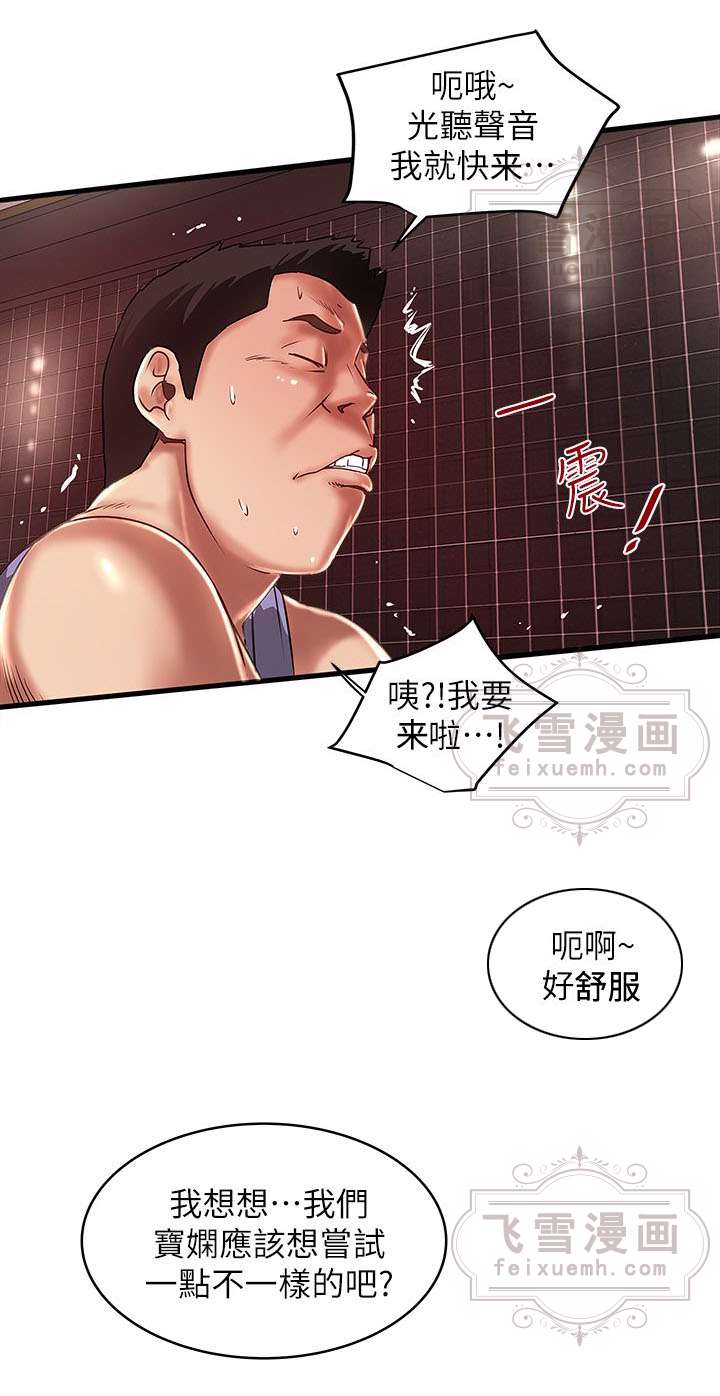 呃哦~
光聽聲音
我就快来…
震
咦?!我要
来啦…!
飞雪漫画
feixuemh.com
呃啊~
好舒服
我想想…我們
寶嫻應該想嘗試
一點不一樣的吧?
飞雪漫画
feixuemh.com